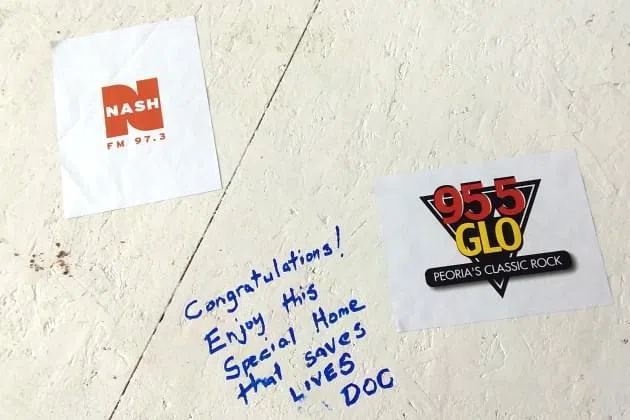 NASH
FM 97.3
95.5
GLO
PEORIA'S CLASSIC ROCK
Congratulations!
Enjoy this
Special Home
that saves
LIVES
DOC